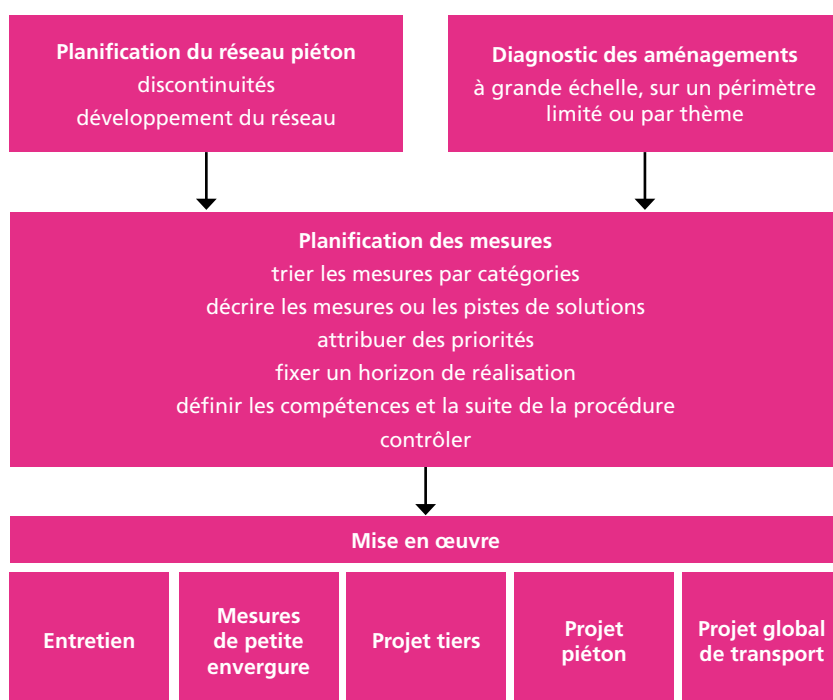 Planification du réseau piéton
discontinuités
développement du réseau
Diagnostic des aménagements
à grande échelle, sur un périmètre
limité ou par thème
Planification des mesures
trier les mesures par catégories
décrire les mesures ou les pistes de solutions
attribuer des priorités
fixer un horizon de réalisation
définir les compétences et la suite de la procédure
contrôler
Mise en œuvre
Entretien
Mesures
de petite
envergure
Projet tiers
Projet
piéton
Projet global
de transport